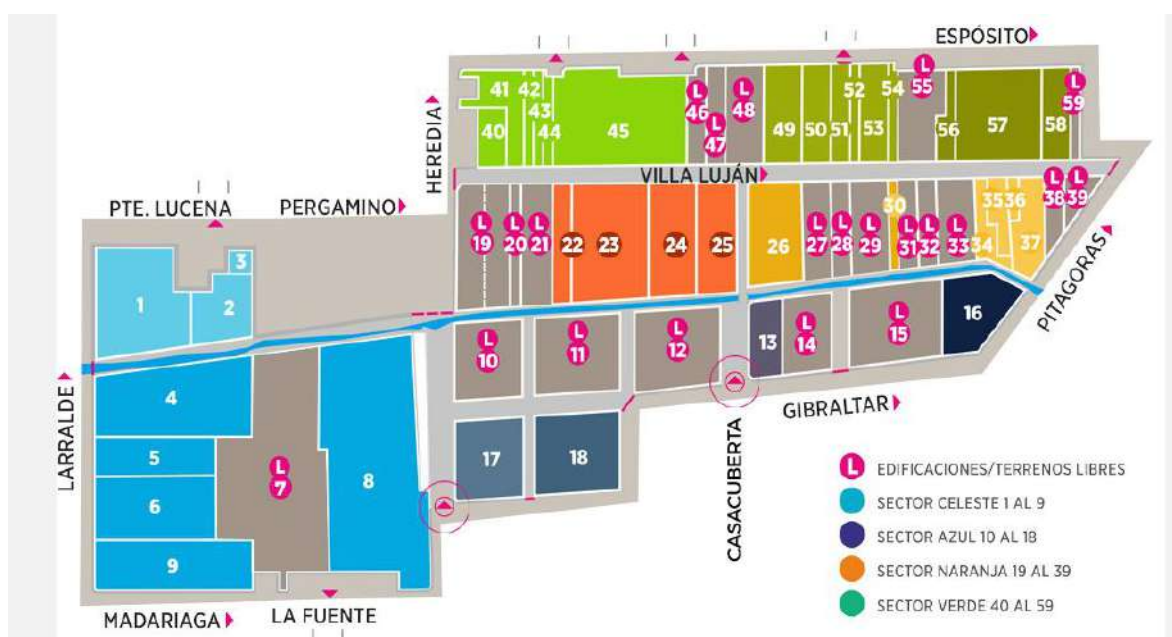 ESPÓSITO
HEREDIA
41
42
43
44
40
45
L
46
L
47
L
48
49
50
51
52
53
54
L
55
56
57
58
L
59
VILLA LUJÁN
PTE. LUCENA
PERGAMINO
L
19
L
20
L
21
22
23
24
25
26
L
27
L
28
L
29
30
L
31
L
32
L
33
34
35
36
37
L
38
L
39
PITAGORAS
1
2
3
L
10
L
11
L
12
13
L
14
L
15
16
LARRALDE
4
5
6
L
7
8
9
17
18
CASACUBERTA
GIBRALTAR
MADARIAGA
LA FUENTE
L EDIFICACIONES/TERRENOS LIBRES
SECTOR CELESTE 1 AL 9
SECTOR AZUL 10 AL 18
SECTOR NARANJA 19 AL 39
SECTOR VERDE 40 AL 59